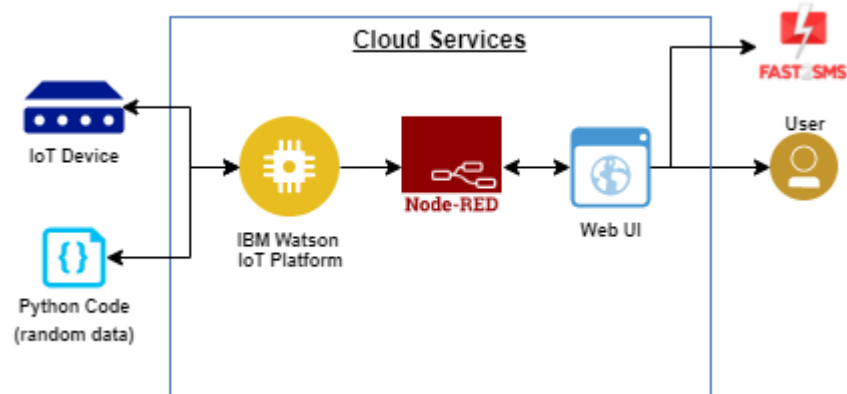 Cloud Services
FAST2SMS
IoT Device
User
Node-RED
Web UI
IBM Watson
IoT Platform
Python Code
(random data)